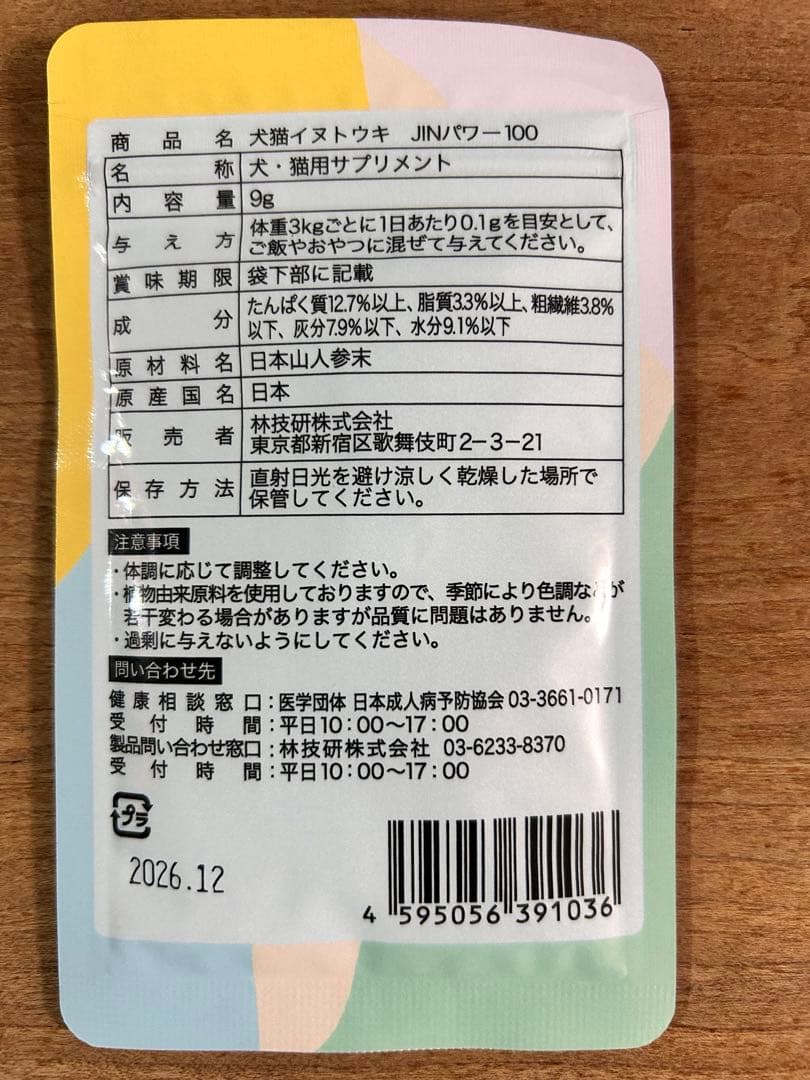 商品名 犬猫イヌトウキ JINパワー100
名称 犬・猫用サプリメント
内容量 9g
与え方 体重3kgごとに1日あたり0.1gを目安として、
ご飯やおやつに混ぜて与えてください。
賞味期限 袋下部に記載
成分 たんぱく質12.7%以上、脂質3.3%以上、粗繊維3.8%
以下、灰分7.9%以下、水分9.1%以下
原材料名 日本山人参末
原産国名 日本
販売者 林技研株式会社
東京都新宿区歌舞伎町2-3-21
保存方法 直射日光を避け涼しく乾燥した場所で
保管してください。
注意事項
・体調に応じて調整してください。
・植物由来原料を使用しておりますので、季節により色調などが
若干変わる場合がありますが品質に問題はありません。
・過剰に与えないようにしてください。
問い合わせ先
健康相談窓口:医学団体 日本成人病予防協会 03-3661-0171
受付時間:平日10:00〜17:00
製品問い合わせ窓口:林技研株式会社 03-6233-8370
受付時間:平日10:00〜17:00
プラ
2026.12
4 595056 391036